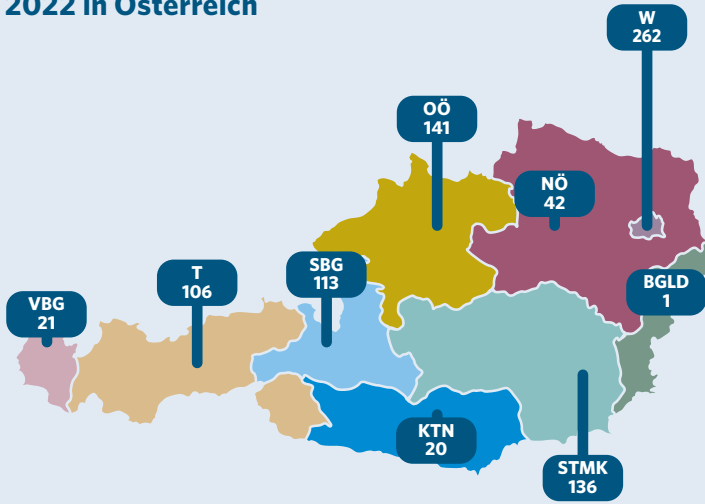 2022 in Österreich
W
262
OÖ
141
NÖ
42
SBG
113
T
106
BGLD
1
VBG
21
KTN
20
STMK
136